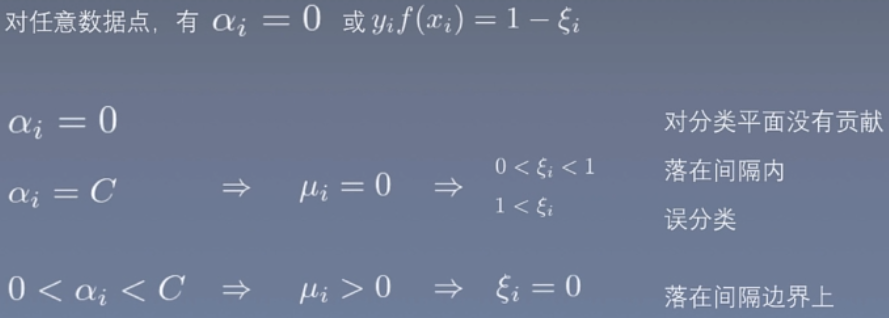 对任意数据点，有 αᵢ = 0 或 yᵢf(xᵢ) = 1 − ξᵢ
αᵢ = 0 对分类平面没有贡献
αᵢ = C ⇒ μᵢ = 0 ⇒ 0 < ξᵢ < 1 落在间隔内
1 < ξᵢ 误分类
0 < αᵢ < C ⇒ μᵢ > 0 ⇒ ξᵢ = 0 落在间隔边界上